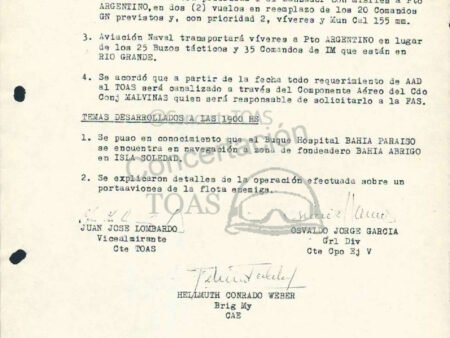 ARGENTINO, en dos (2) vuelos en reemplazo de los 20 Comandos
GN previstos y, con prioridad 2, víveres y Mun Cal 155 mm.
3. Aviación Naval transportará víveres a Pto ARGENTINO en lugar
de los 25 Buzos tácticos y 35 Comandos de IM que están en
RIO GRANDE.
4. Se acordó que a partir de la fecha todo requerimiento de AAD
al TOAS será canalizado a través del Componente Aéreo del Cdo
Conj MALVINAS quien será responsable de solicitarlo a la FAS.
TEMAS DESARROLLADOS A LAS 1900 HS
1. Se puso en conocimiento que el Buque Hospital BAHIA PARAISO
se encuentra en navegación a zona de fondeadero BAHIA ABRIGO
en ISLA SOLEDAD.
2. Se explicaron detalles de la operación efectuada sobre un
portaaviones de la flota enemiga.
Concertación
TOAS
JUAN JOSE LOMBARDO
Vicealmirante
Cte TOAS
OSVALDO JORGE GARCIA
Grl Div
Cte Cpo Ej V
HELLMUTH CONRADO WEBER
Brig My
CAE